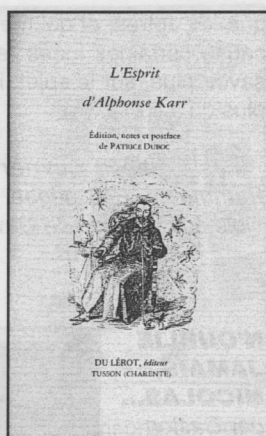 L'Esprit
d'Alphonse Karr
Édition, notes et postface
de PATRICE DUBOC
DU LÉROT, éditeur
TUSSON (CHARENTE)